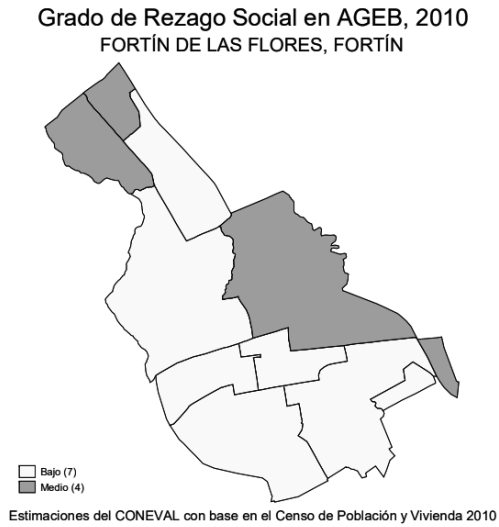 Grado de Rezago Social en AGEB, 2010
FORTÍN DE LAS FLORES, FORTÍN
Bajo (7)
Medio (4)
Estimaciones del CONEVAL con base en el Censo de Población y Vivienda 2010